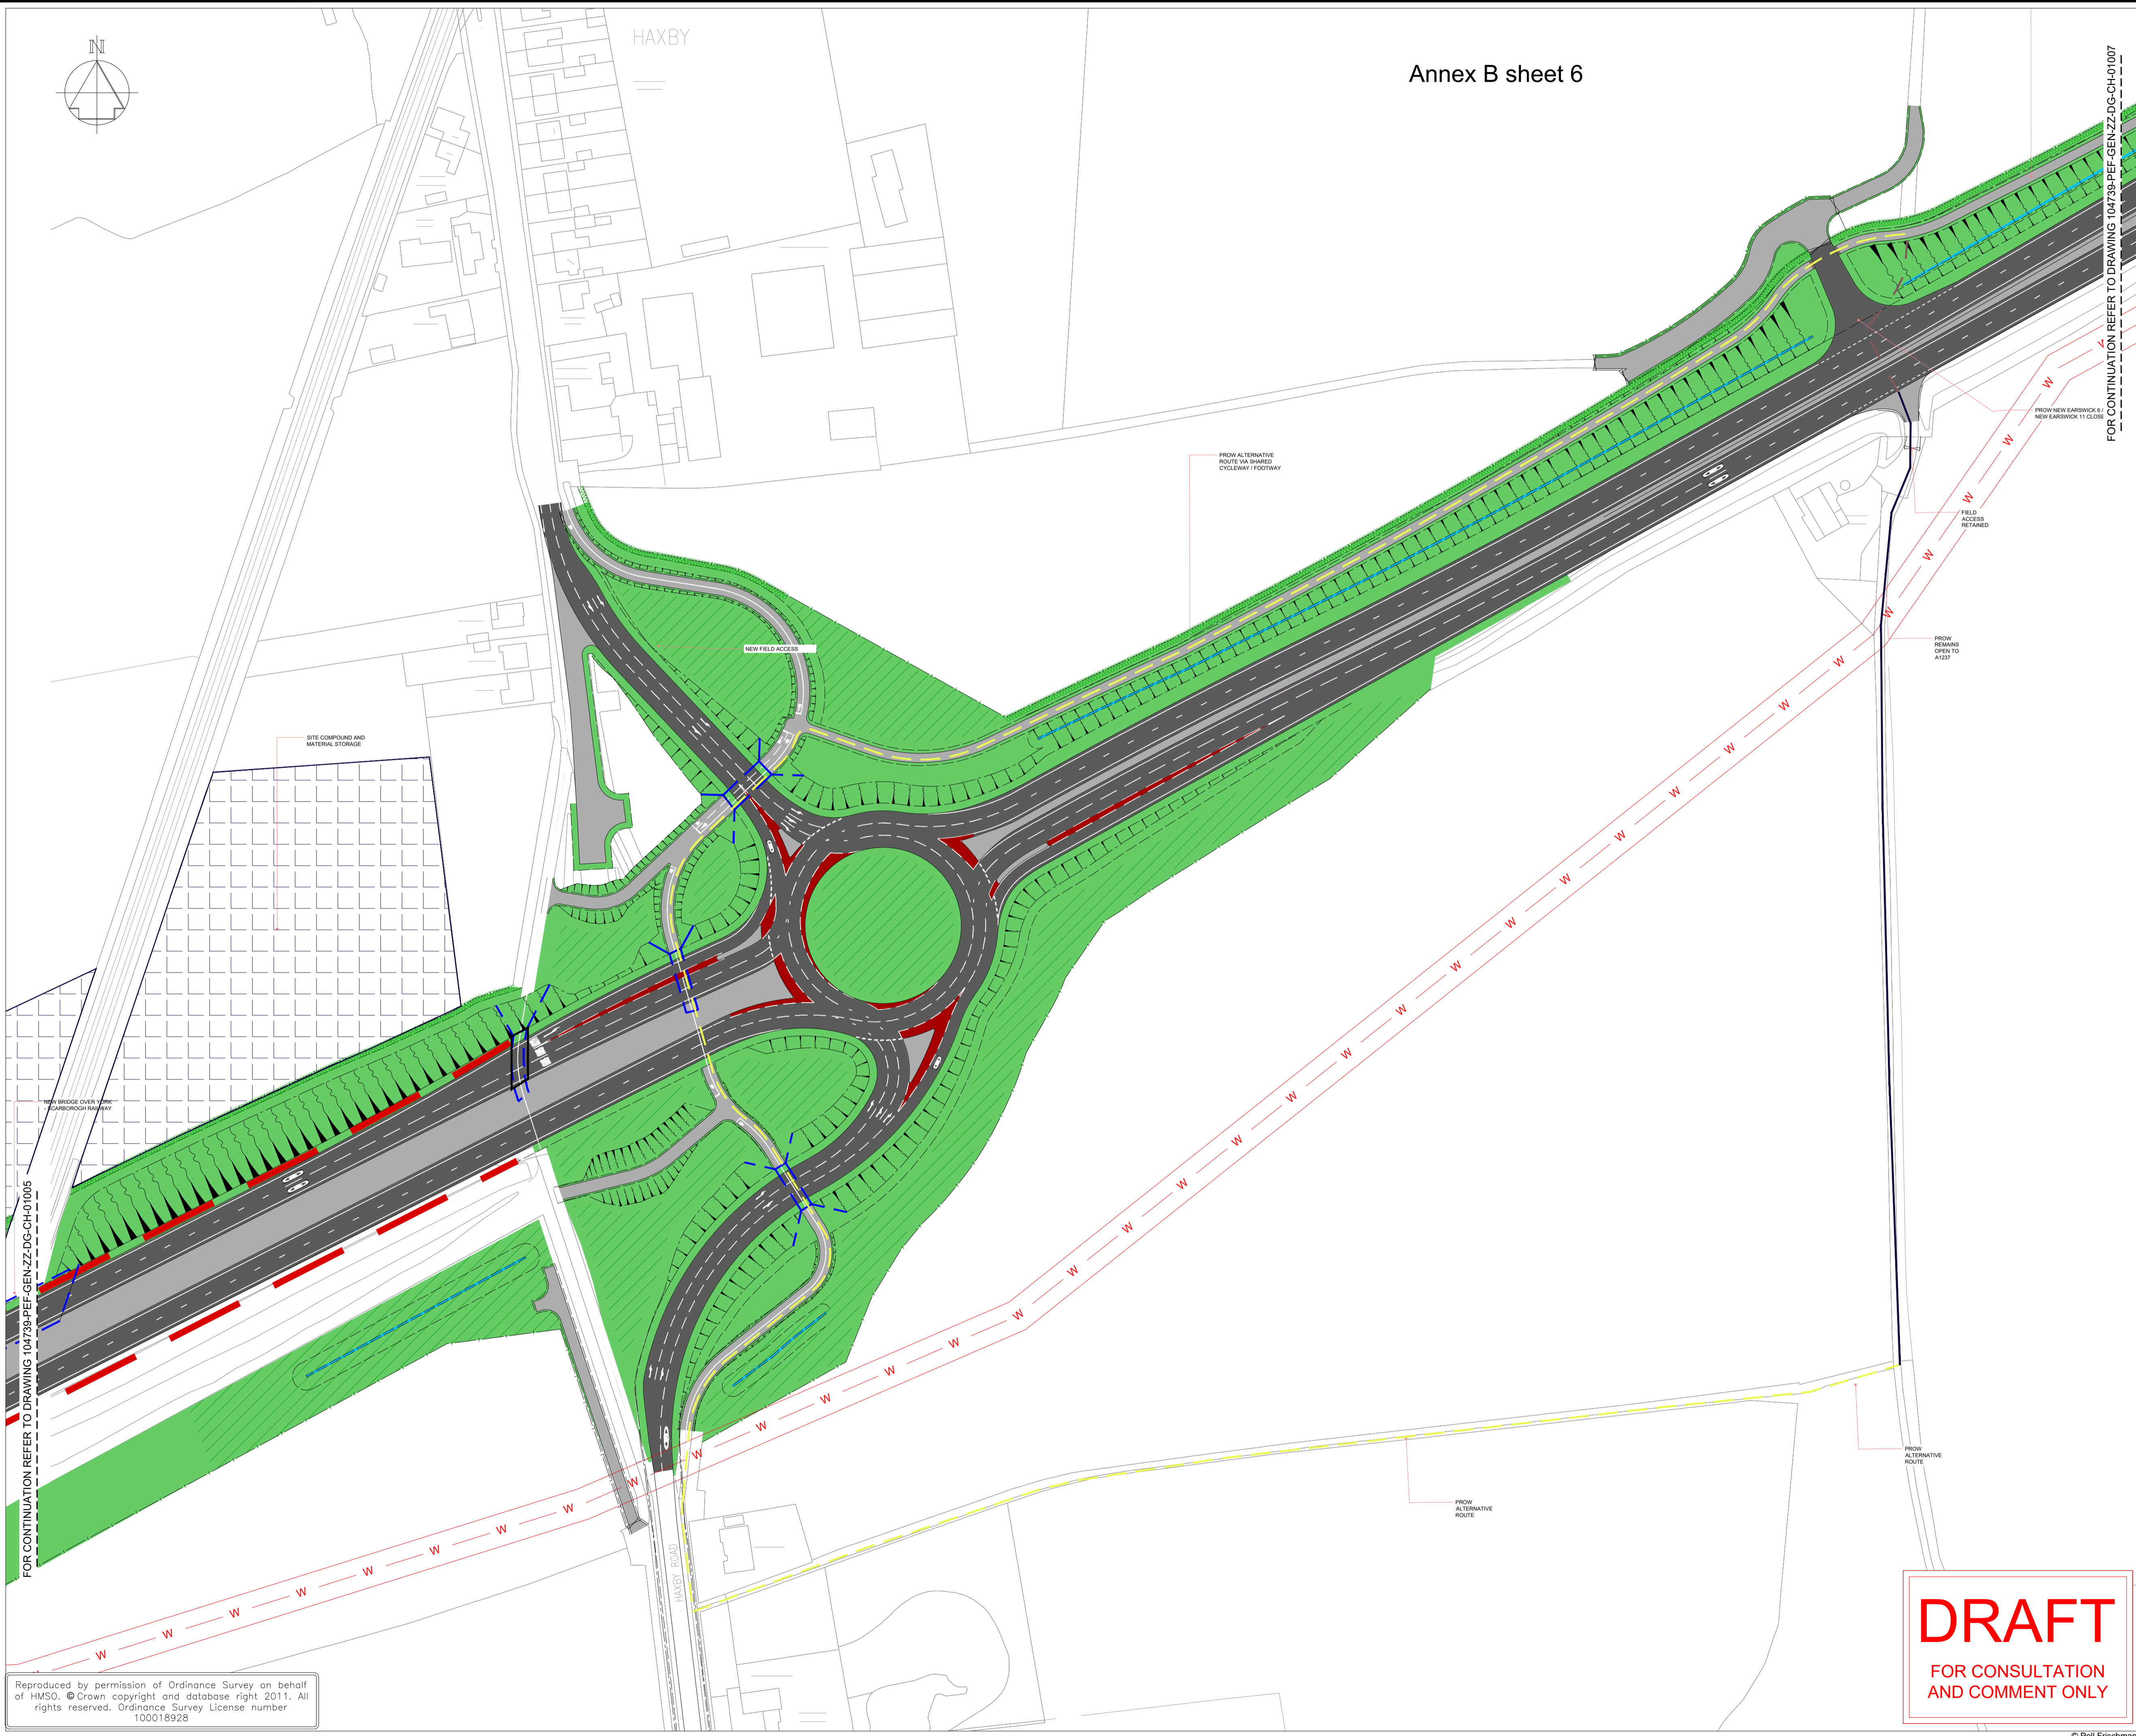 N
HAXBY
Annex B sheet 6
FOR CONTINUATION REFER TO DRAWING 104739-PEF-GEN-ZZ-DG-CH-01007
PROW NEW EARSWICK 6 /
NEW EARSWICK 11 CLOSE
PROW ALTERNATIVE
ROUTE VIA SHARED
CYCLEWAY / FOOTWAY
FIELD
ACCESS
RETAINED
PROW
REMAINS
OPEN TO
A1237
NEW FIELD ACCESS
SITE COMPOUND AND
MATERIAL STORAGE
NEW BRIDGE OVER YORK
- SCARBOROGH RAILWAY
FOR CONTINUATION REFER TO DRAWING 104739-PEF-GEN-ZZ-DG-CH-01005
PROW
ALTERNATIVE
ROUTE
PROW
ALTERNATIVE
ROUTE
HAXBY ROAD
W W W W W W W W W W W W W W W W W W W W W W W W W W W W W W W W W W W W W W W
DRAFT
FOR CONSULTATION
AND COMMENT ONLY
Reproduced by permission of Ordinance Survey on behalf
of HMSO. © Crown copyright and database right 2011. All
rights reserved. Ordinance Survey License number
100018928